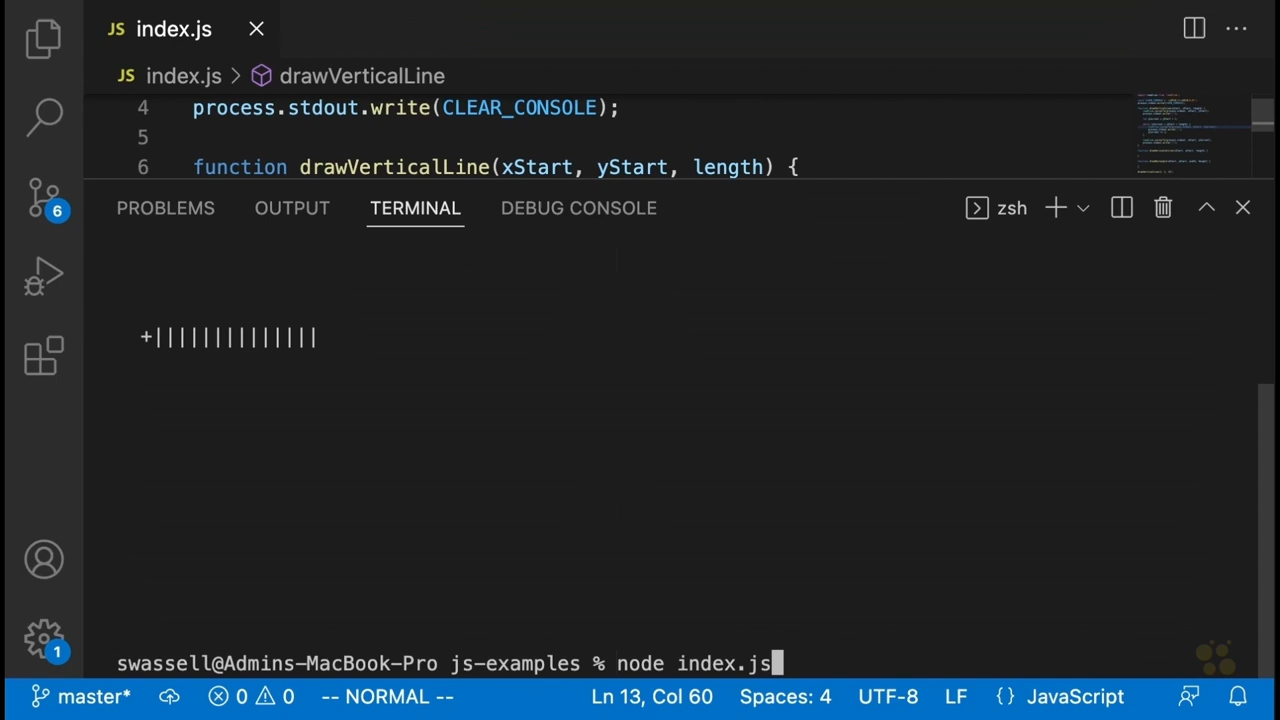 JS index.js
JS index.js > drawVerticalLine
4 process.stdout.write(CLEAR_CONSOLE);
5
6 function drawVerticalLine(xStart, yStart, length) {
PROBLEMS OUTPUT TERMINAL DEBUG CONSOLE zsh
+||||||||||||||
swassell@Admins-MacBook-Pro js-examples % node index.js
6
1
master* 0 0 -- NORMAL -- Ln 13, Col 60 Spaces: 4 UTF-8 LF {} JavaScript